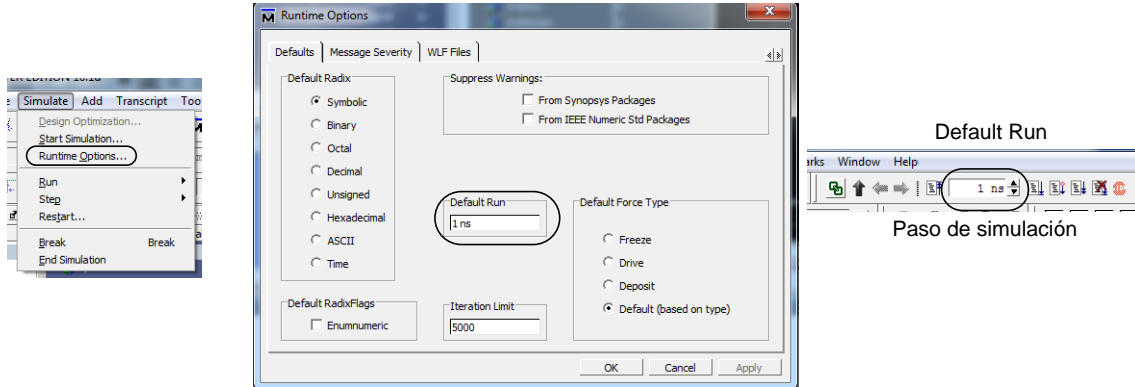 Simulate Add Transcript Too
Design Optimization...
Start Simulation...
Runtime Options...
Run
Step
Restart...
Break Break
End Simulation
Runtime Options
Defaults Message Severity WLF Files
Default Radix
Symbolic
Binary
Octal
Decimal
Unsigned
Hexadecimal
ASCII
Time
Default RadixFlags
Enumnumeric
Suppress Warnings:
From Synopsys Packages
From IEEE Numeric Std Packages
Default Run
1 ns
Iteration Limit
5000
Default Force Type
Freeze
Drive
Deposit
Default (based on type)
OK Cancel Apply
Default Run
arks Window Help
1 ns
Paso de simulación